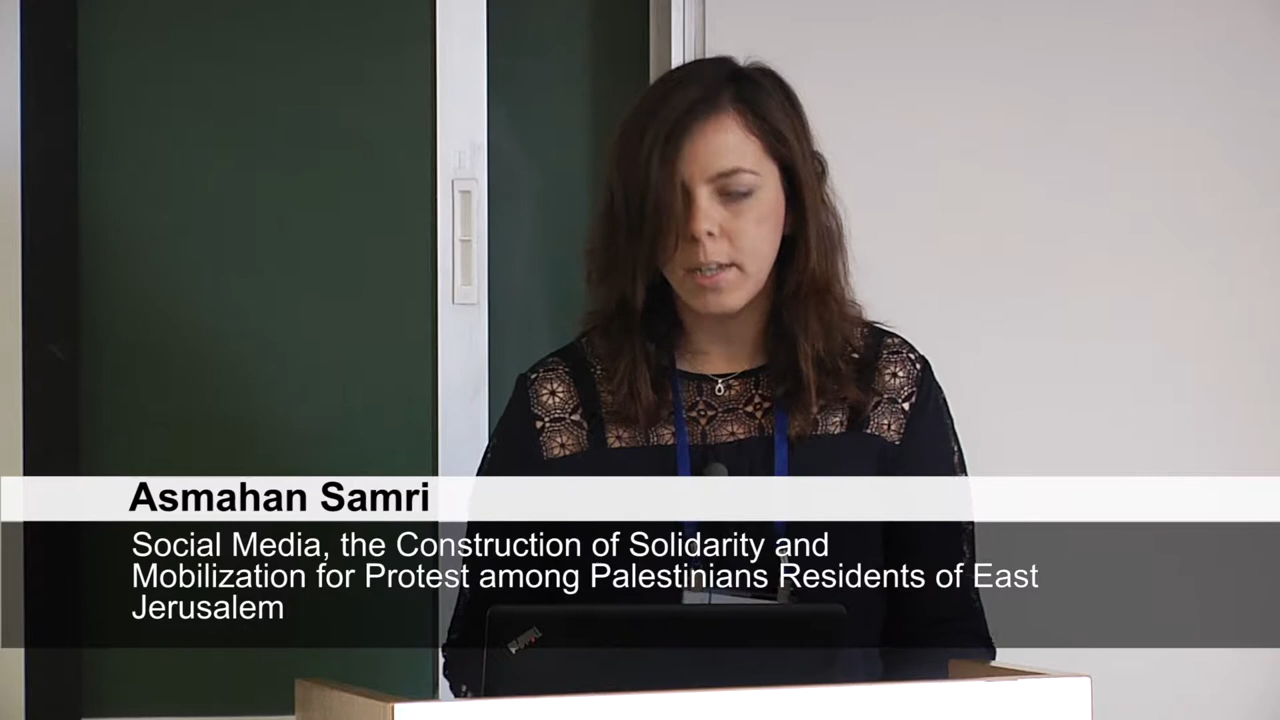 Asmahan Samri
Social Media, the Construction of Solidarity and
Mobilization for Protest among Palestinians Residents of East
Jerusalem